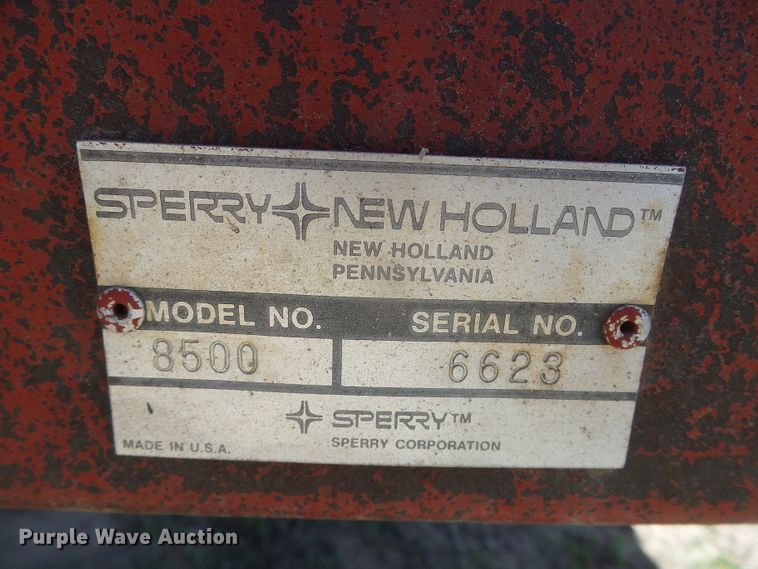 SPERRY NEW HOLLAND™
NEW HOLLAND
PENNSYLVANIA
MODEL NO. SERIAL NO.
8500 6623
SPERRY™
MADE IN U.S.A. SPERRY CORPORATION
Purple Wave Auction